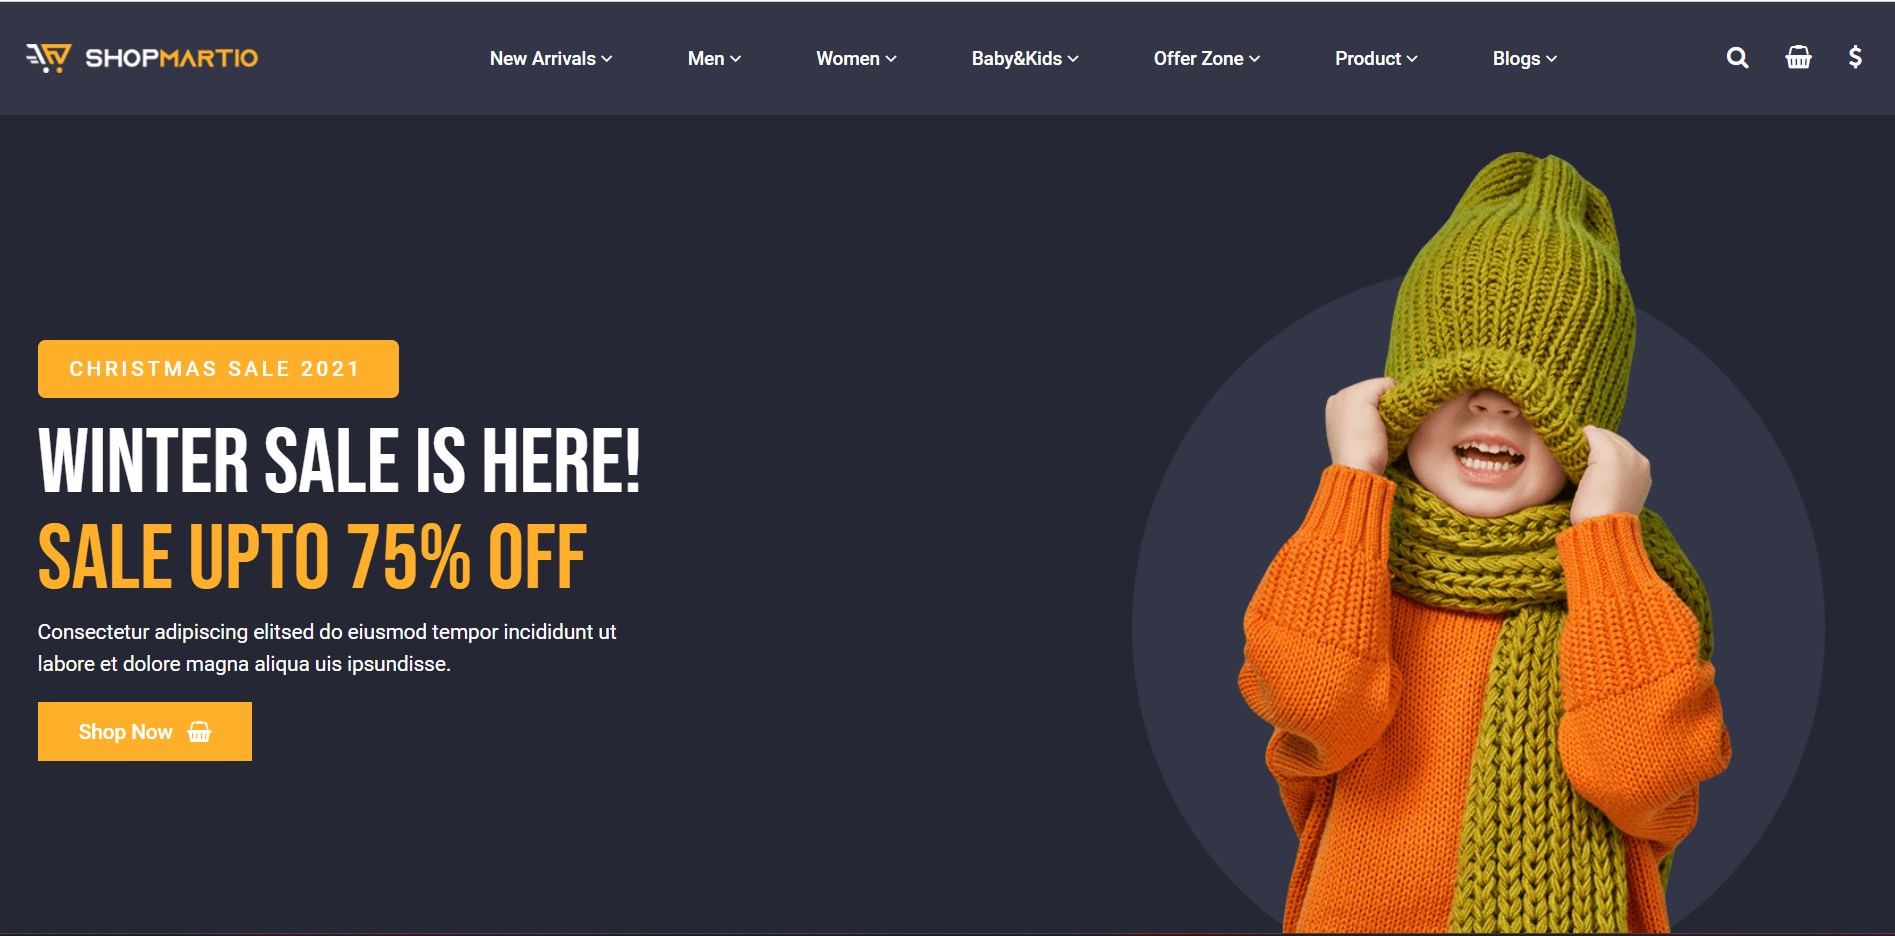 SHOPMARTIO
New Arrivals
Men
Women
Baby&Kids
Offer Zone
Product
Blogs
$
CHRISTMAS SALE 2021
WINTER SALE IS HERE!
SALE UPTO 75% OFF
Consectetur adipiscing elitsed do eiusmod tempor incididunt ut
labore et dolore magna aliqua uis ipsundisse.
Shop Now